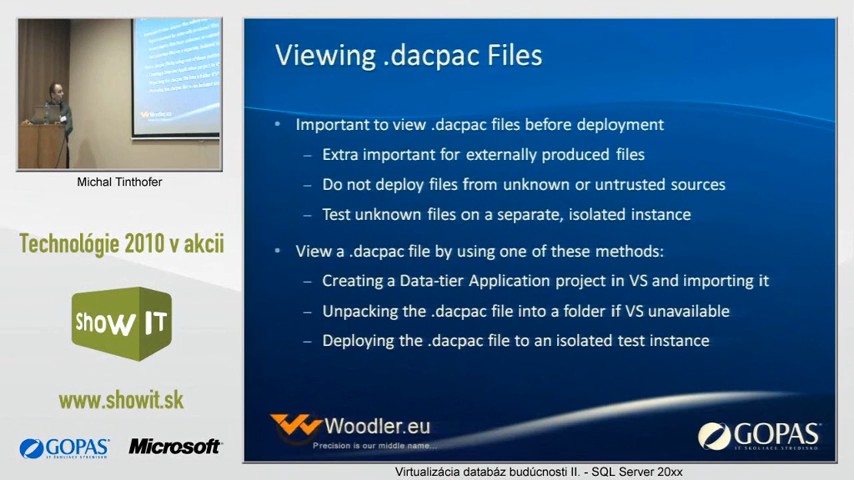 Viewing .dacpac Files
• Important to view .dacpac files before deployment
– Extra important for externally produced files
– Do not deploy files from unknown or untrusted sources
– Test unknown files on a separate, isolated instance
• View a .dacpac file by using one of these methods:
– Creating a Data-tier Application project in VS and importing it
– Unpacking the .dacpac file into a folder if VS unavailable
– Deploying the .dacpac file to an isolated test instance
Woodler.eu
Precision is our middle name...
GOPAS
IT ŠKOLIACE STREDISKO
Woodler.eu
Michal Tinthofer
Technológie 2010 v akcii
ShoW IT
www.showit.sk
GOPAS
Microsoft
Virtualizácia databáz budúcnosti II. - SQL Server 20xx